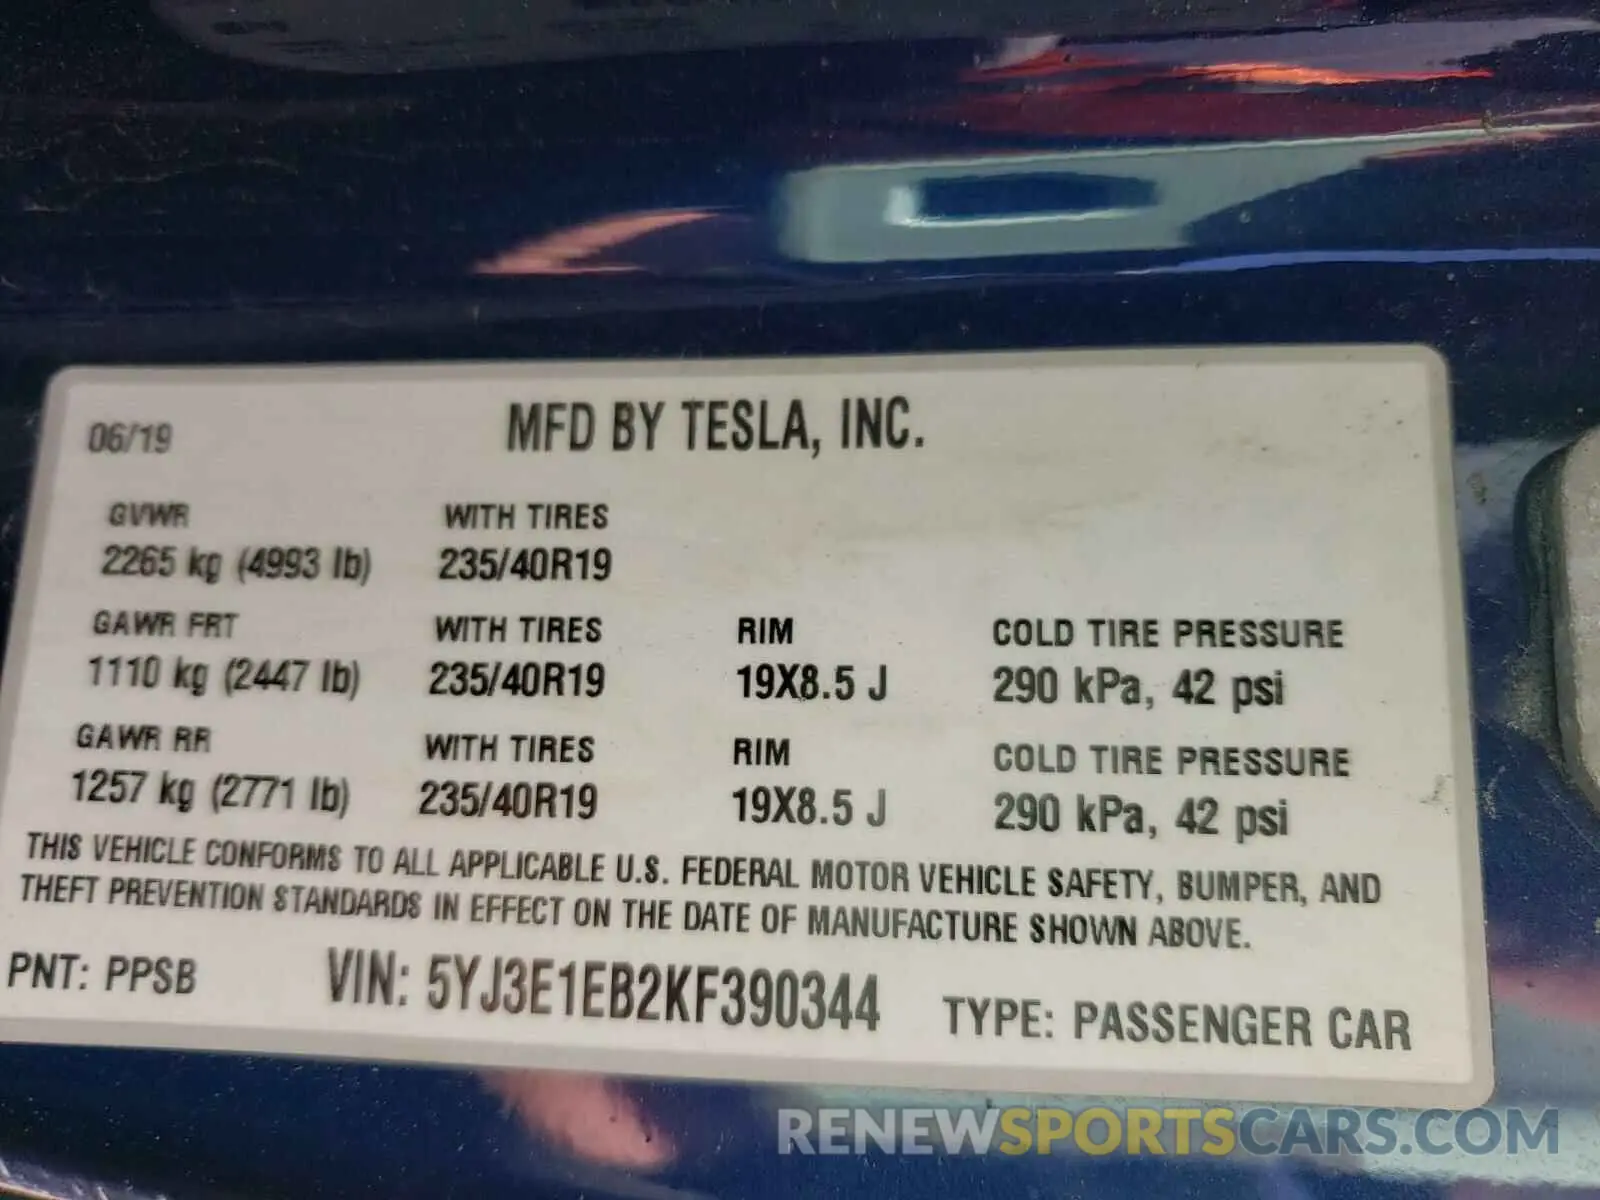 06/19 MFD BY TESLA, INC.
GVWR WITH TIRES
2265 kg (4993 lb) 235/40R19
GAWR FRT WITH TIRES RIM COLD TIRE PRESSURE
1110 kg (2447 lb) 235/40R19 19X8.5 J 290 kPa, 42 psi
GAWR RR WITH TIRES RIM COLD TIRE PRESSURE
1257 kg (2771 lb) 235/40R19 19X8.5 J 290 kPa, 42 psi
THIS VEHICLE CONFORMS TO ALL APPLICABLE U.S. FEDERAL MOTOR VEHICLE SAFETY, BUMPER, AND
THEFT PREVENTION STANDARDS IN EFFECT ON THE DATE OF MANUFACTURE SHOWN ABOVE.
PNT: PPSB VIN: 5YJ3E1EB2KF390344 TYPE: PASSENGER CAR
RENEWSPORTSCARS.COM